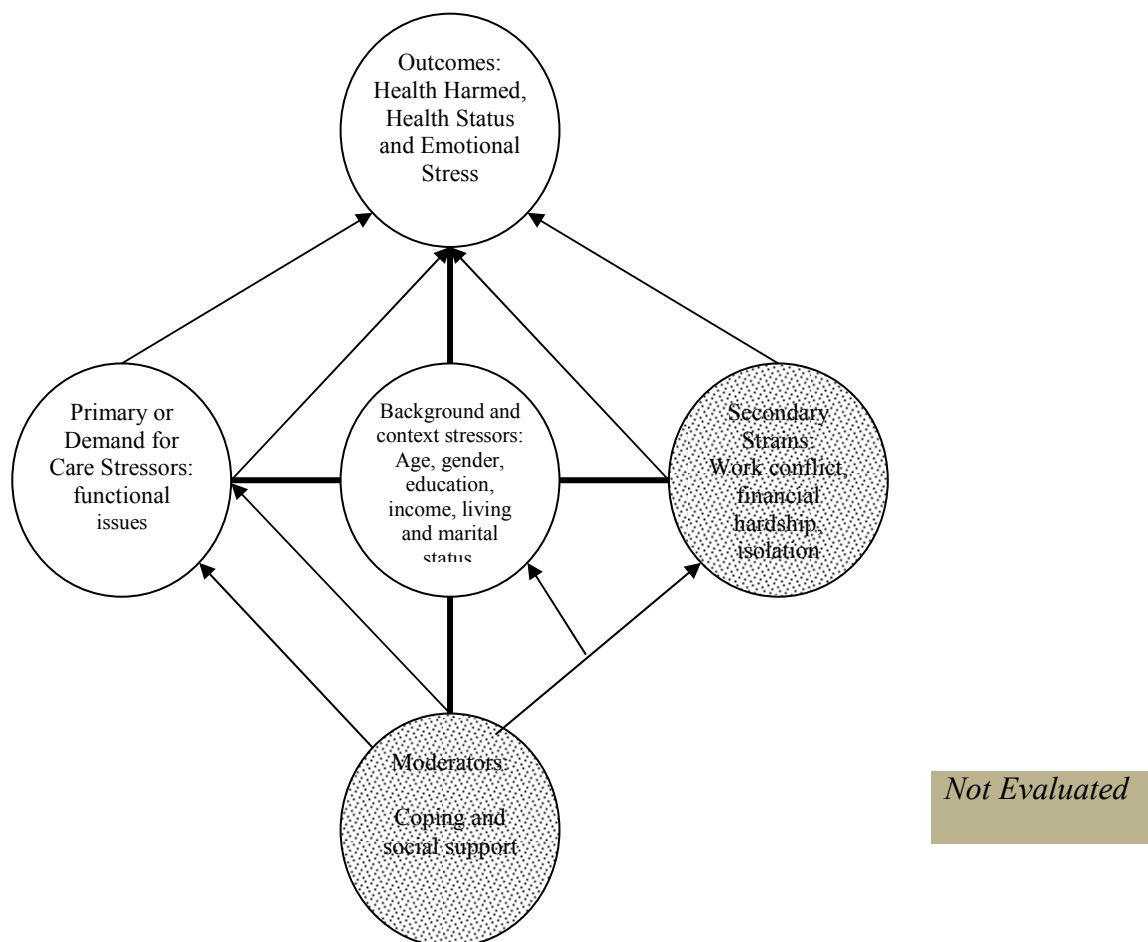 Outcomes:
Health Harmed,
Health Status
and Emotional
Stress
Primary or
Demand for
Care Stressors:
functional
issues
Background and
context stressors:
Age, gender,
education,
income, living
and marital
status
Secondary
Strains:
Work conflict,
financial
hardship,
isolation
Moderators:
Coping and
social support
Not Evaluated